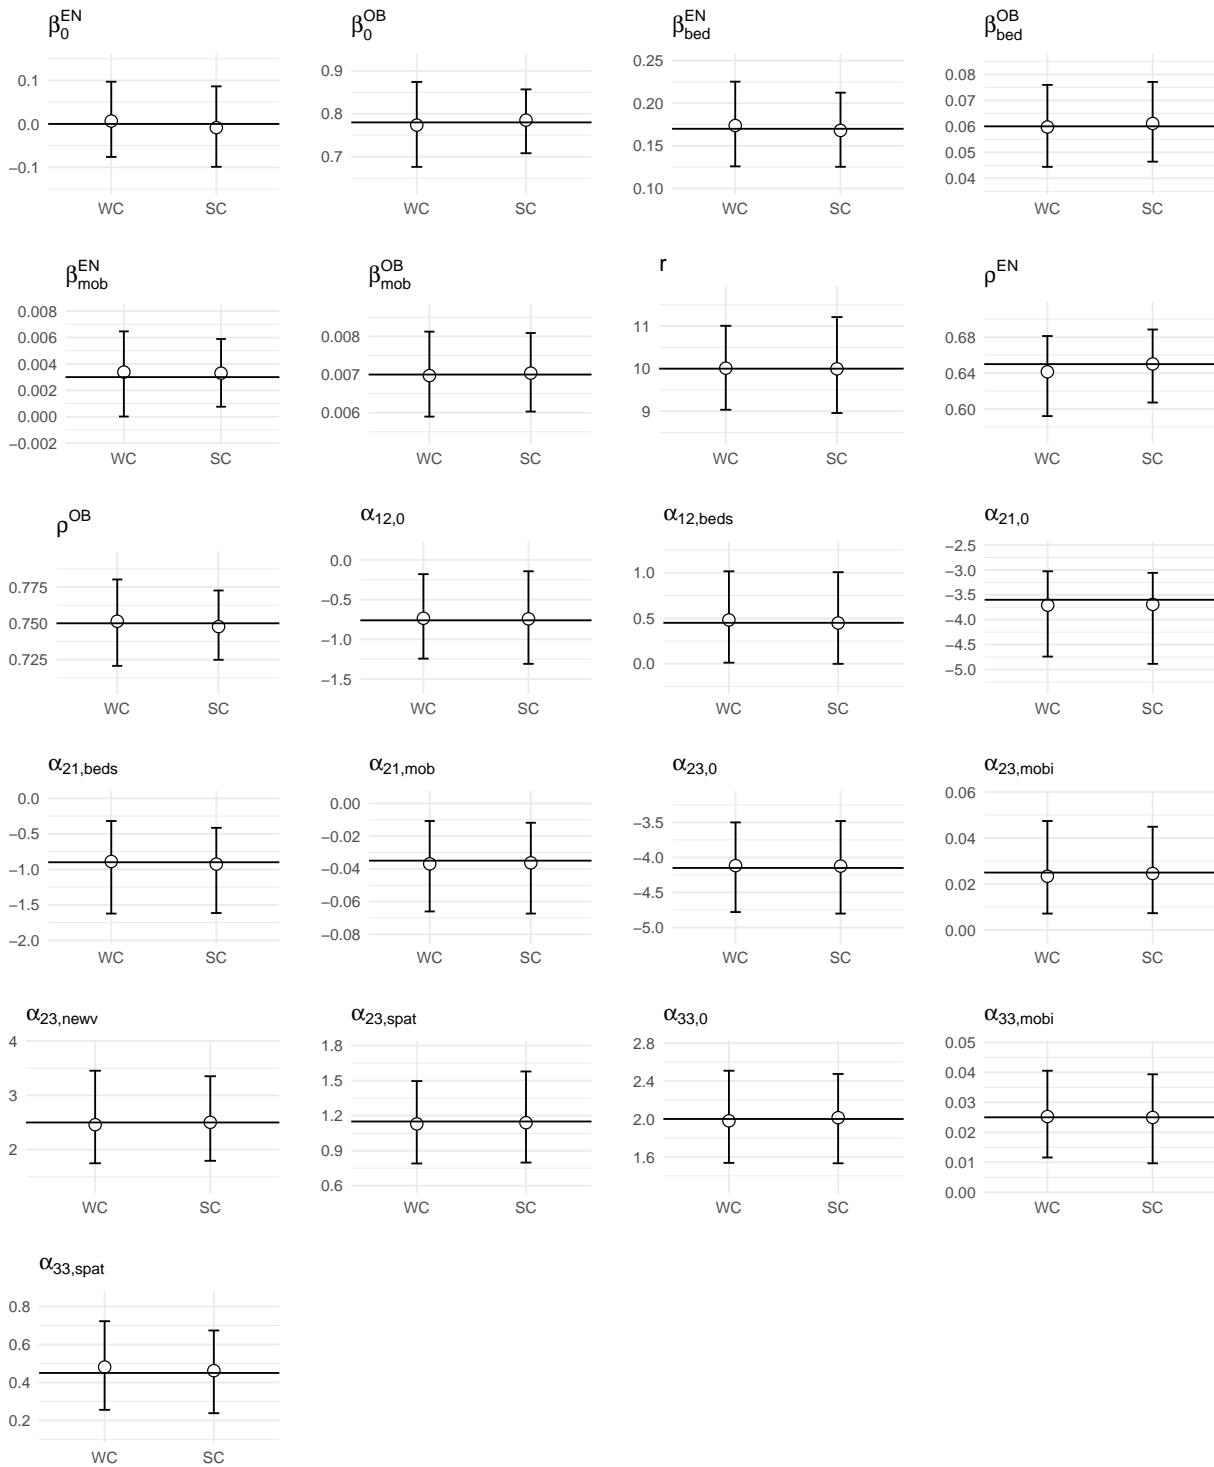 β₀^EN
0.1
0.0
−0.1
WC SC
β₀^OB
0.9
0.8
0.7
WC SC
β_bed^EN
0.25
0.20
0.15
0.10
WC SC
β_bed^OB
0.08
0.07
0.06
0.05
0.04
WC SC
β_mob^EN
0.008
0.006
0.004
0.002
0.000
−0.002
WC SC
β_mob^OB
0.008
0.007
0.006
WC SC
r
11
10
9
WC SC
ρ^EN
0.68
0.64
0.60
WC SC
ρ^OB
0.775
0.750
0.725
WC SC
α_12,0
0.0
−0.5
−1.0
−1.5
WC SC
α_12,beds
1.0
0.5
0.0
WC SC
α_21,0
−2.5
−3.0
−3.5
−4.0
−4.5
−5.0
WC SC
α_21,beds
0.0
−0.5
−1.0
−1.5
−2.0
WC SC
α_21,mob
0.00
−0.02
−0.04
−0.06
−0.08
WC SC
α_23,0
−3.5
−4.0
−4.5
−5.0
WC SC
α_23,mobi
0.06
0.04
0.02
0.00
WC SC
α_23,newv
4
3
2
WC SC
α_23,spat
1.8
1.5
1.2
0.9
0.6
WC SC
α_33,0
2.8
2.4
2.0
1.6
WC SC
α_33,mobi
0.05
0.04
0.03
0.02
0.01
0.00
WC SC
α_33,spat
0.8
0.6
0.4
0.2
WC SC